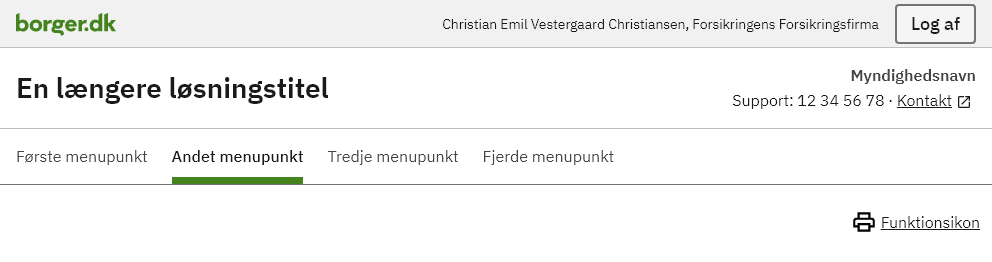 borger.dk
Christian Emil Vestergaard Christiansen, Forsikringens Forsikringsfirma
Log af
En længere løsningstitel
Myndighedsnavn
Support: 12 34 56 78 · Kontakt
Første menupunkt
Andet menupunkt
Tredje menupunkt
Fjerde menupunkt
Funktionsikon